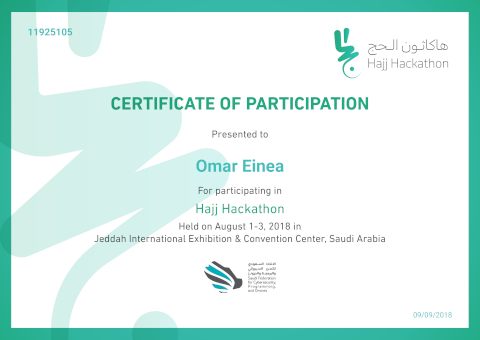 11925105
هاكاثون الحج
Hajj Hackathon
CERTIFICATE OF PARTICIPATION
Presented to
Omar Einea
For participating in
Hajj Hackathon
Held on August 1-3, 2018 in
Jeddah International Exhibition & Convention Center, Saudi Arabia
الاتحاد السعودي
للأمن السيبراني
والبرمجة والدرونز
Saudi Federation
for Cybersecurity,
Programming
and Drones
09/09/2018